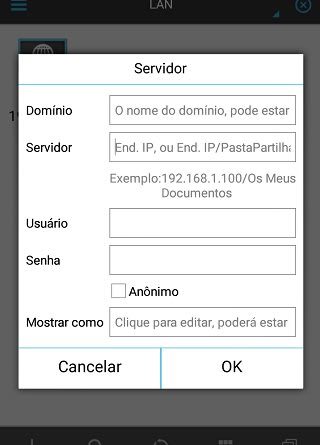 LAN
Servidor
Domínio
O nome do domínio, pode estar
Servidor
End. IP, ou End. IP/PastaPartilha
Exemplo:192.168.1.100/Os Meus
Documentos
Usuário
Senha
Anônimo
Mostrar como
Clique para editar, poderá estar
Cancelar
OK